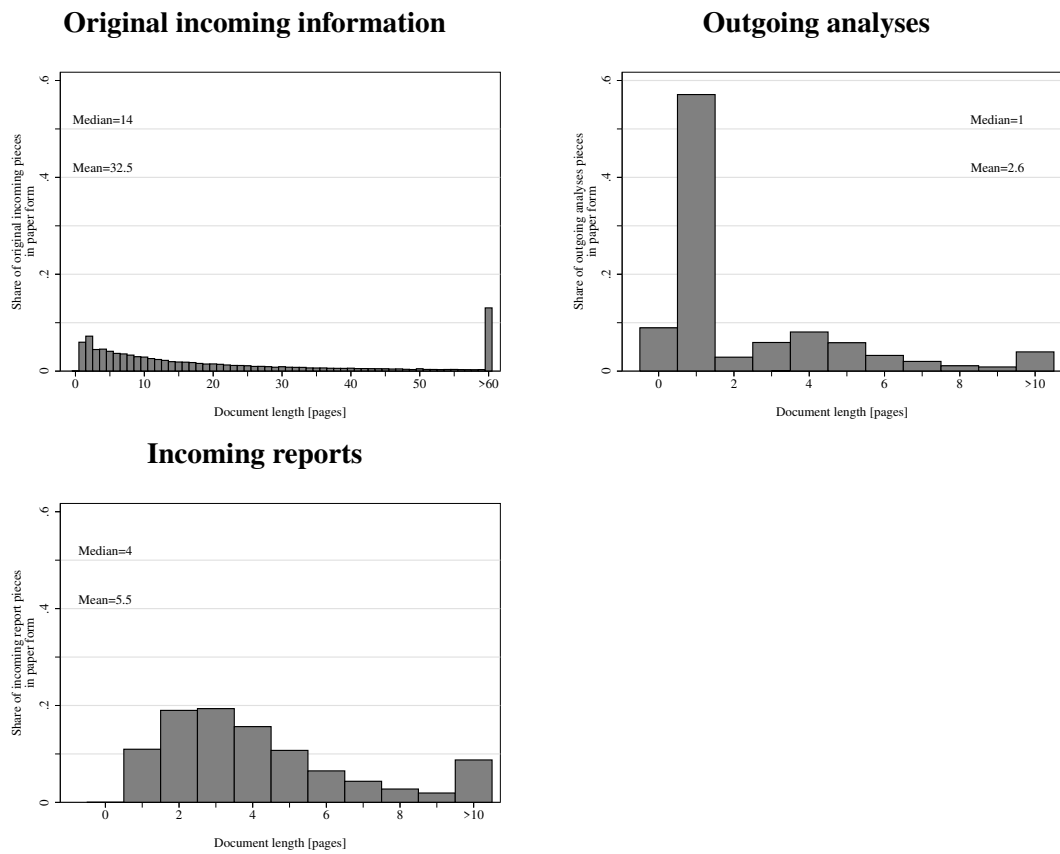 Original incoming information
Median=14
Mean=32.5
Share of original incoming pieces
in paper form
0
.2
.4
.6
0
10
20
30
40
50
>60
Document length [pages]
Outgoing analyses
Median=1
Mean=2.6
Share of outgoing analyses pieces
in paper form
0
.2
.4
.6
0
2
4
6
8
>10
Document length [pages]
Incoming reports
Median=4
Mean=5.5
Share of incoming report pieces
in paper form
0
.2
.4
.6
0
2
4
6
8
>10
Document length [pages]